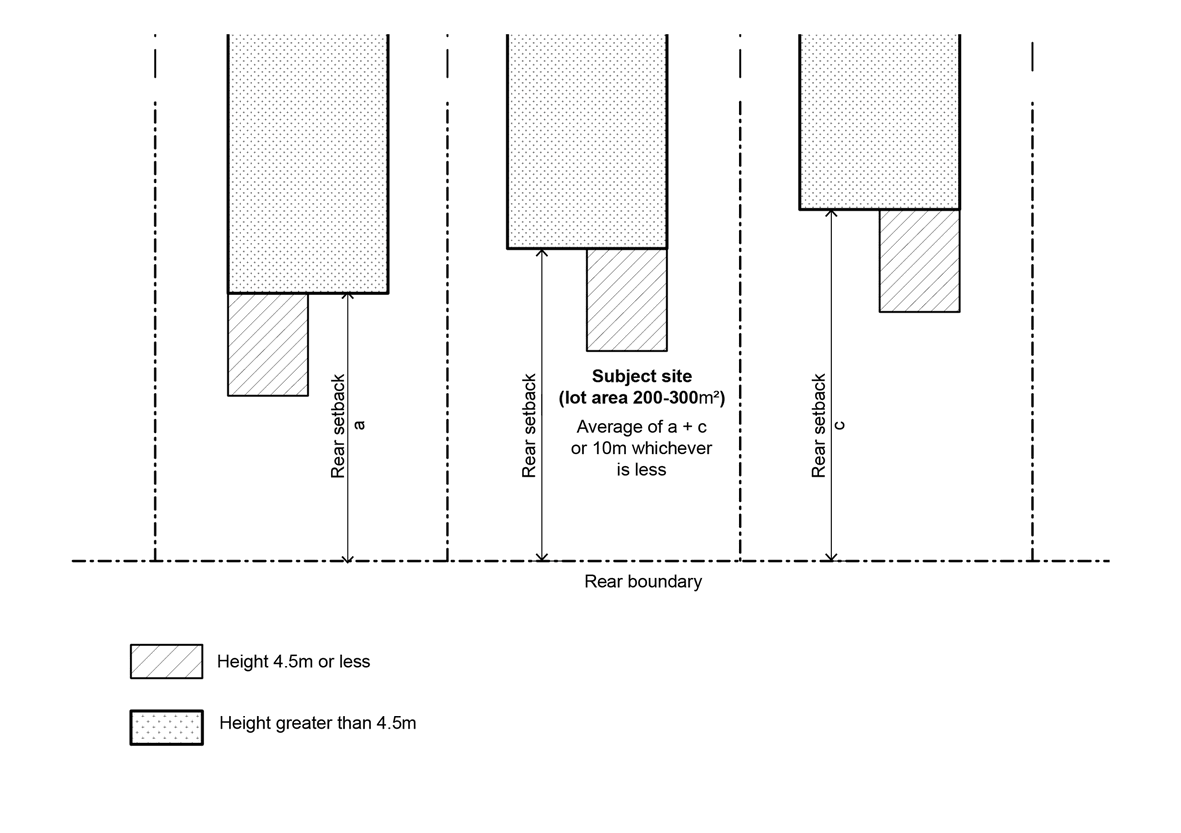 Rear setback
a
Rear setback
Subject site
(lot area 200-300m²)
Average of a + c
or 10m whichever
is less
Rear setback
c
Rear boundary
Height 4.5m or less
Height greater than 4.5m